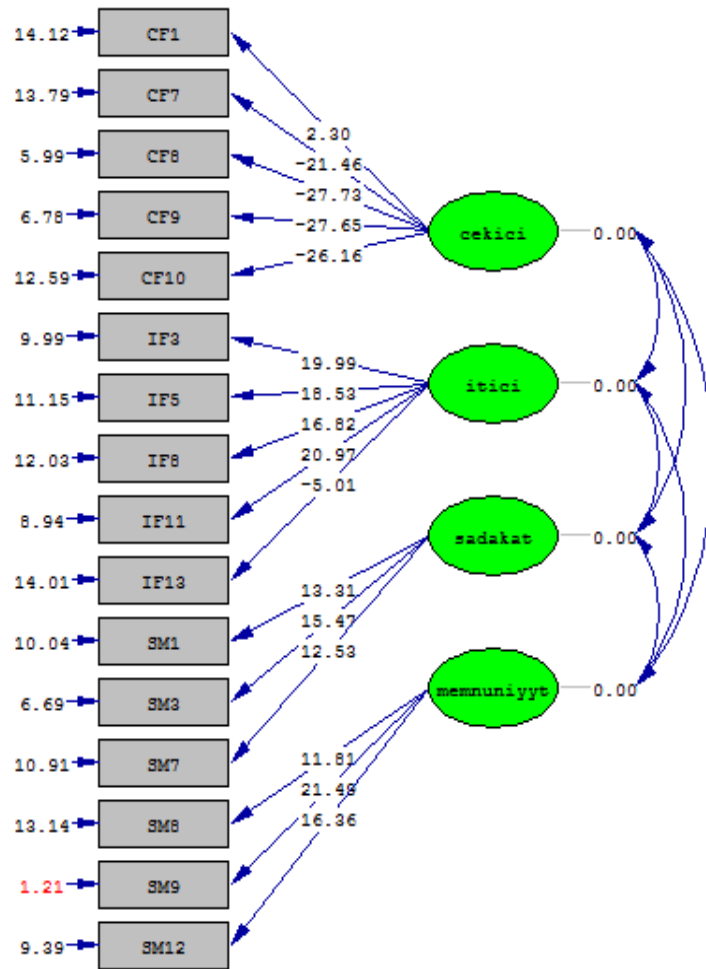 14.12 CF1
13.79 CF7
5.99 CF8
6.78 CF9
12.59 CF10
9.99 IF3
11.15 IF5
12.03 IF8
8.94 IF11
14.01 IF13
10.04 SM1
6.69 SM3
10.91 SM7
13.14 SM8
1.21 SM9
9.39 SM12
2.30
-21.46
-27.73
-27.65
-26.16
19.99
18.53
16.82
20.97
-5.01
13.31
15.47
12.53
11.81
21.48
16.36
cekici 0.00
itici 0.00
sadakat 0.00
memnuniyyt 0.00